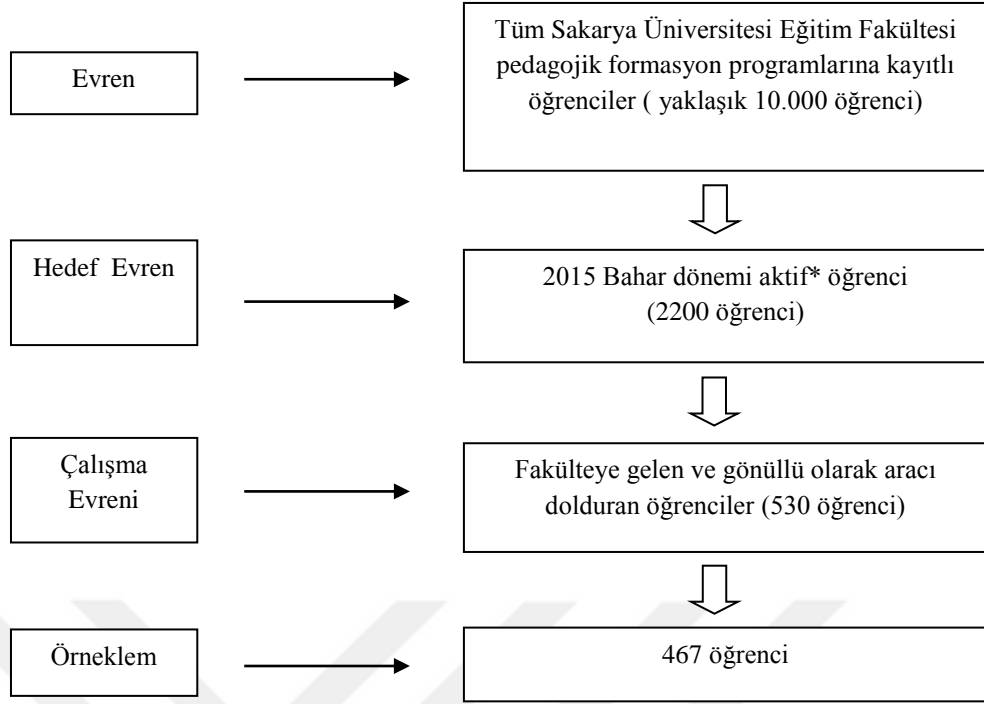 Evren
Tüm Sakarya Üniversitesi Eğitim Fakültesi
pedagojik formasyon programlarına kayıtlı
öğrenciler ( yaklaşık 10.000 öğrenci)
Hedef Evren
2015 Bahar dönemi aktif* öğrenci
(2200 öğrenci)
Çalışma
Evreni
Fakülteye gelen ve gönüllü olarak aracı
dolduran öğrenciler (530 öğrenci)
Örneklem
467 öğrenci